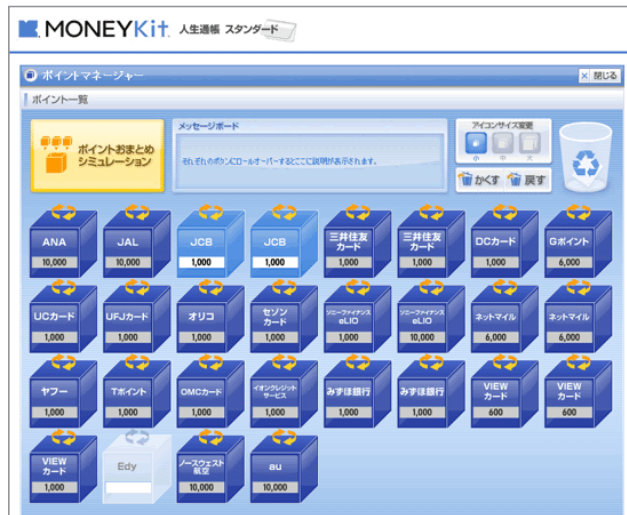 MONEYKit 人生通帳 スタンダード
ポイントマネージャー
× 閉じる
ポイント一覧
ポイントおまとめ
シミュレーション
メッセージボード
それぞれのボタンにロールオーバーするとここに説明が表示されます。
アイコンサイズ変更
小 中 大
かくす 戻す
ANA
10,000
JAL
10,000
JCB
1,000
JCB
1,000
三井住友
カード
1,000
三井住友
カード
1,000
DCカード
1,000
Gポイント
6,000
UCカード
1,000
UFJカード
1,000
オリコ
1,000
セゾン
カード
1,000
ソニーファイナンス
eLIO
1,000
ソニーファイナンス
eLIO
10,000
ネットマイル
6,000
ネットマイル
6,000
ヤフー
1,000
Tポイント
1,000
OMCカード
1,000
イオンクレジット
サービス
1,000
みずほ銀行
1,000
みずほ銀行
1,000
VIEW
カード
600
VIEW
カード
600
VIEW
カード
1,000
Edy
ノースウェスト
航空
10,000
au
10,000